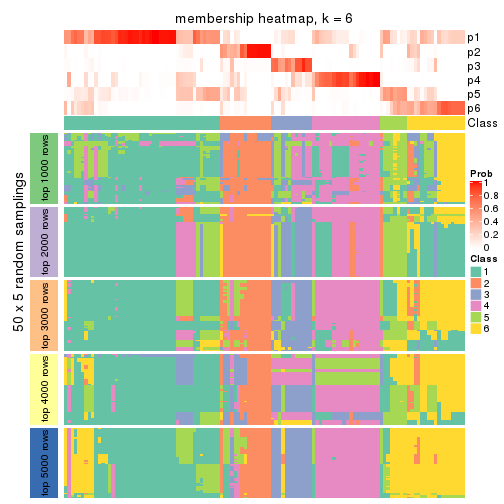 membership heatmap, k = 6
p1
p2
p3
p4
p5
p6
Class
50 x 5 random samplings
top 1000 rows
top 2000 rows
top 3000 rows
top 4000 rows
top 5000 rows
Prob
1
0.8
0.6
0.4
0.2
0
Class
1
2
3
4
5
6